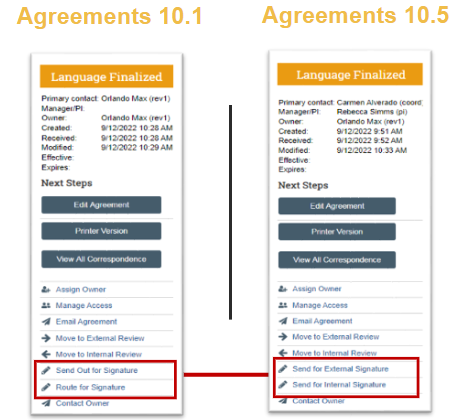 Agreements 10.1
Language Finalized
Primary contact: Orlando Max (rev1)
Manager/PI:
Owner: Orlando Max (rev1)
Created: 9/12/2022 10:28 AM
Received: 9/12/2022 10:28 AM
Modified: 9/12/2022 10:29 AM
Effective:
Expires:
Next Steps
Edit Agreement
Printer Version
View All Correspondence
Assign Owner
Manage Access
Email Agreement
Move to External Review
Move to Internal Review
Send Out for Signature
Route for Signature
Contact Owner
Agreements 10.5
Language Finalized
Primary contact: Carmen Alverado (coord)
Manager/PI: Rebecca Simms (pi)
Owner: Orlando Max (rev1)
Created: 9/12/2022 9:51 AM
Received: 9/12/2022 9:52 AM
Modified: 9/12/2022 10:33 AM
Effective:
Expires:
Next Steps
Edit Agreement
Printer Version
View All Correspondence
Assign Owner
Manage Access
Email Agreement
Move to External Review
Move to Internal Review
Send for External Signature
Send for Internal Signature
Contact Owner